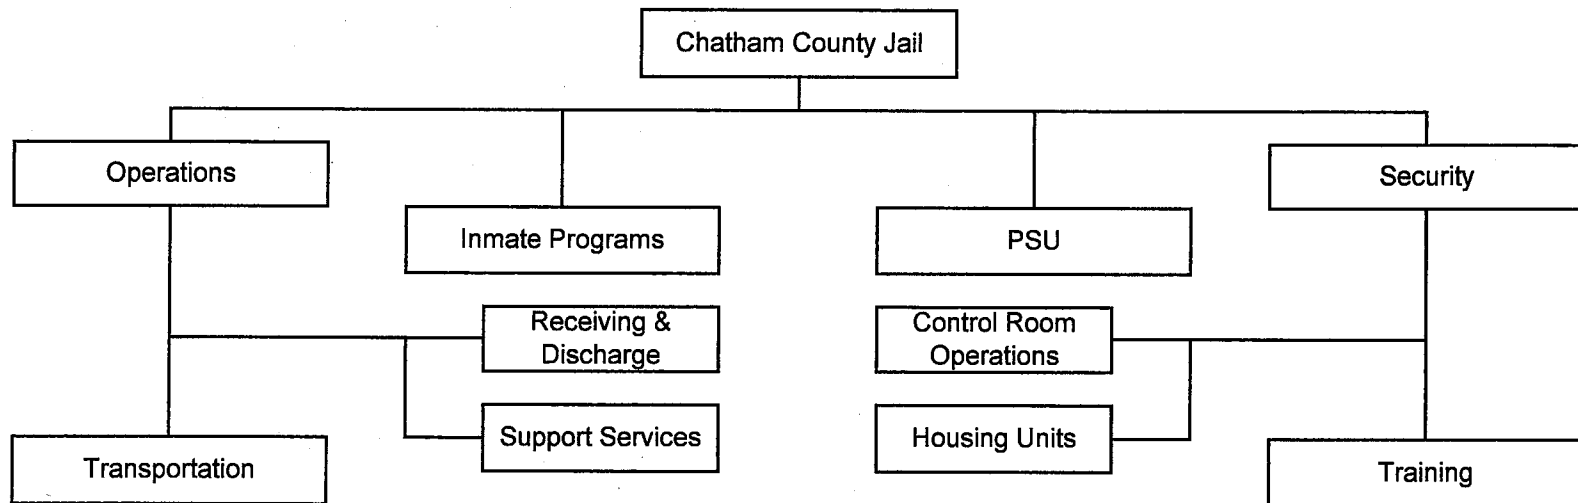 Chatham County Jail
Operations
Security
Inmate Programs
PSU
Receiving &
Discharge
Control Room
Operations
Support Services
Housing Units
Transportation
Training